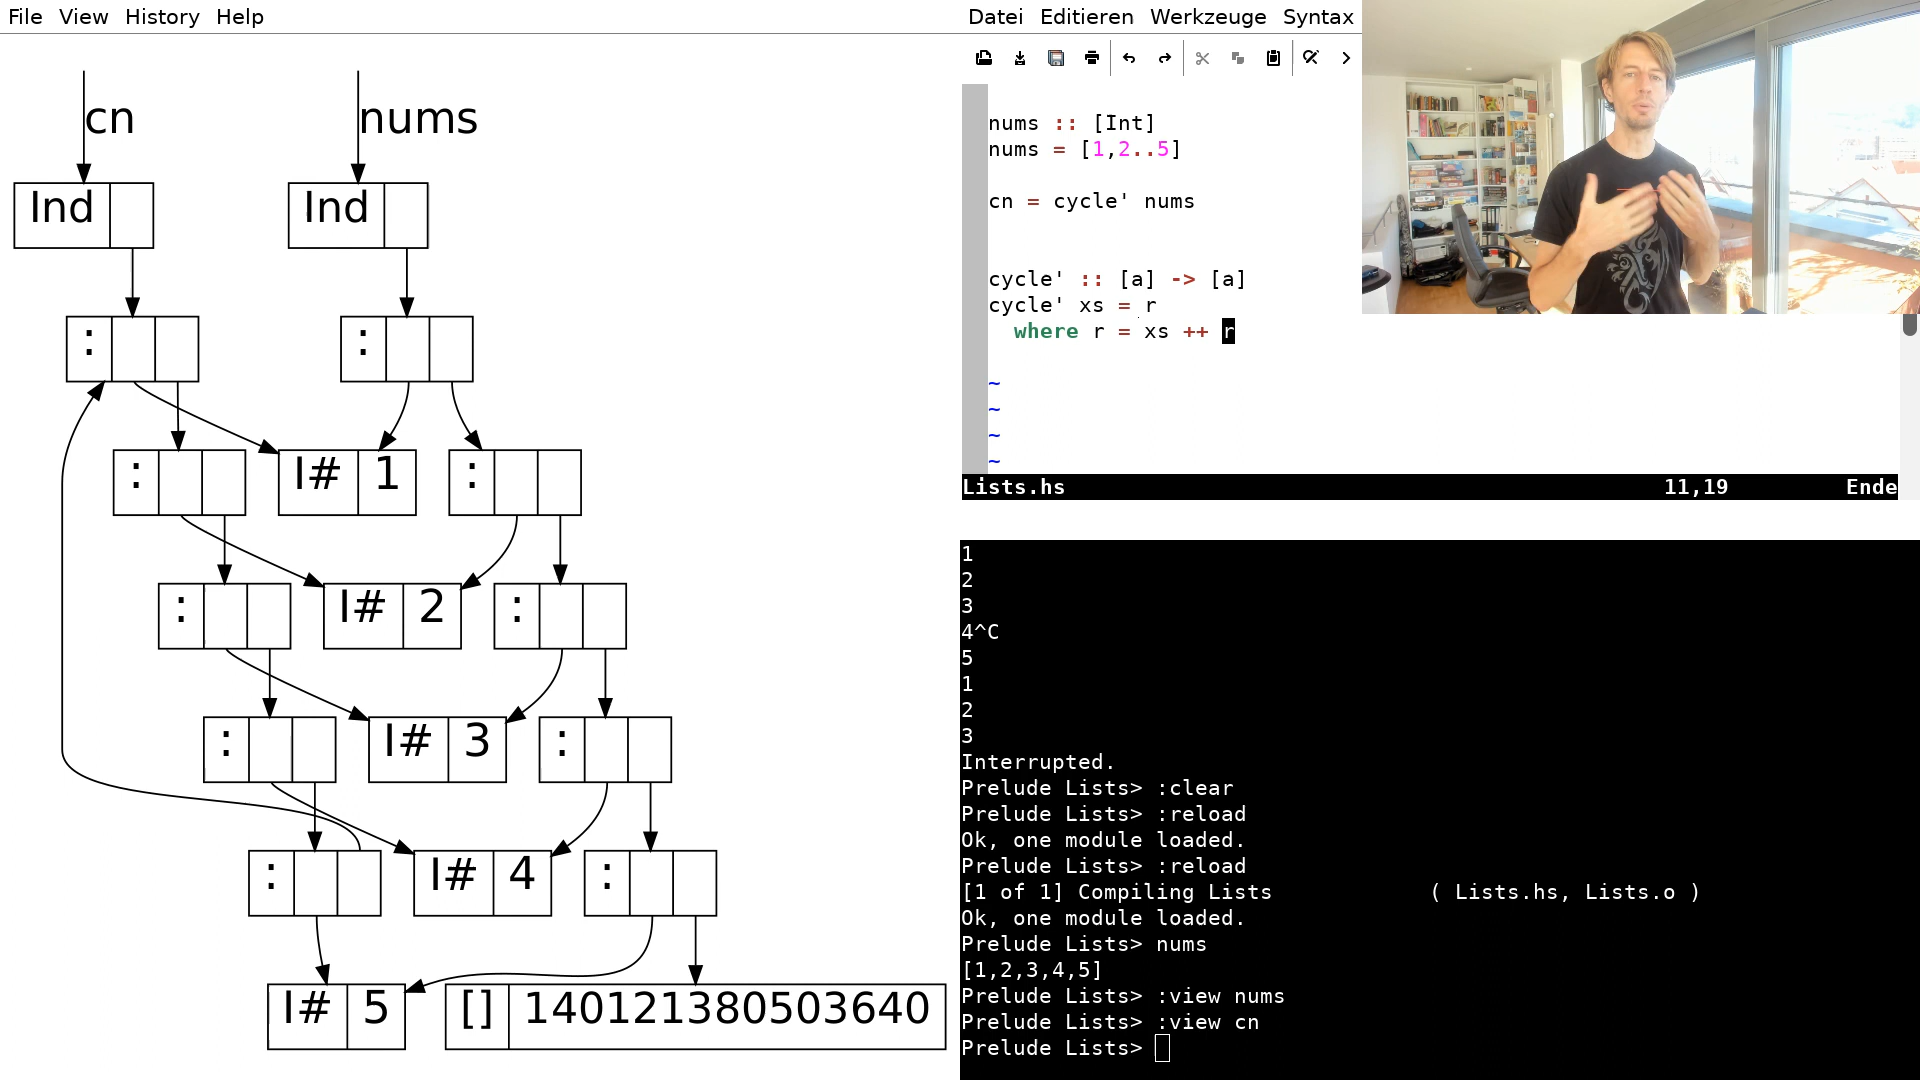 File View History Help
cn
nums
Ind
Ind
:
:
:
I# 1
:
:
I# 2
:
:
I# 3
:
:
I# 4
:
I# 5
[] 140121380503640
Datei Editieren Werkzeuge Syntax
nums :: [Int]
nums = [1,2..5]
cn = cycle' nums
cycle' :: [a] -> [a]
cycle' xs = r
where r = xs ++ r
~
~
~
~
Lists.hs 11,19 Ende
1
2
3
4^C
5
1
2
3
Interrupted.
Prelude Lists> :clear
Prelude Lists> :reload
Ok, one module loaded.
Prelude Lists> :reload
[1 of 1] Compiling Lists ( Lists.hs, Lists.o )
Ok, one module loaded.
Prelude Lists> nums
[1,2,3,4,5]
Prelude Lists> :view nums
Prelude Lists> :view cn
Prelude Lists>